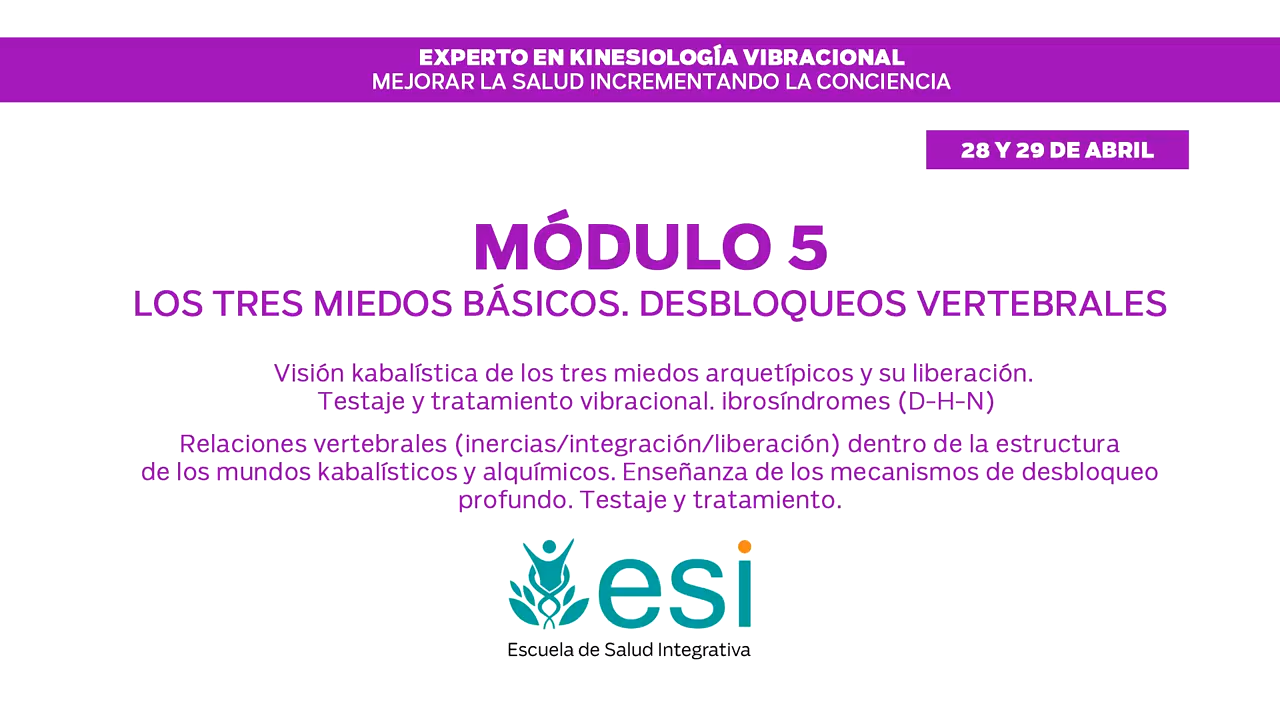 EXPERTO EN KINESIOLOGÍA VIBRACIONAL
MEJORAR LA SALUD INCREMENTANDO LA CONCIENCIA
28 Y 29 DE ABRIL
MÓDULO 5
LOS TRES MIEDOS BÁSICOS. DESBLOQUEOS VERTEBRALES
Visión kabalística de los tres miedos arquetípicos y su liberación.
Testaje y tratamiento vibracional. ibrosíndromes (D-H-N)
Relaciones vertebrales (inercias/integración/liberación) dentro de la estructura
de los mundos kabalísticos y alquímicos. Enseñanza de los mecanismos de desbloqueo
profundo. Testaje y tratamiento.
esi
Escuela de Salud Integrativa